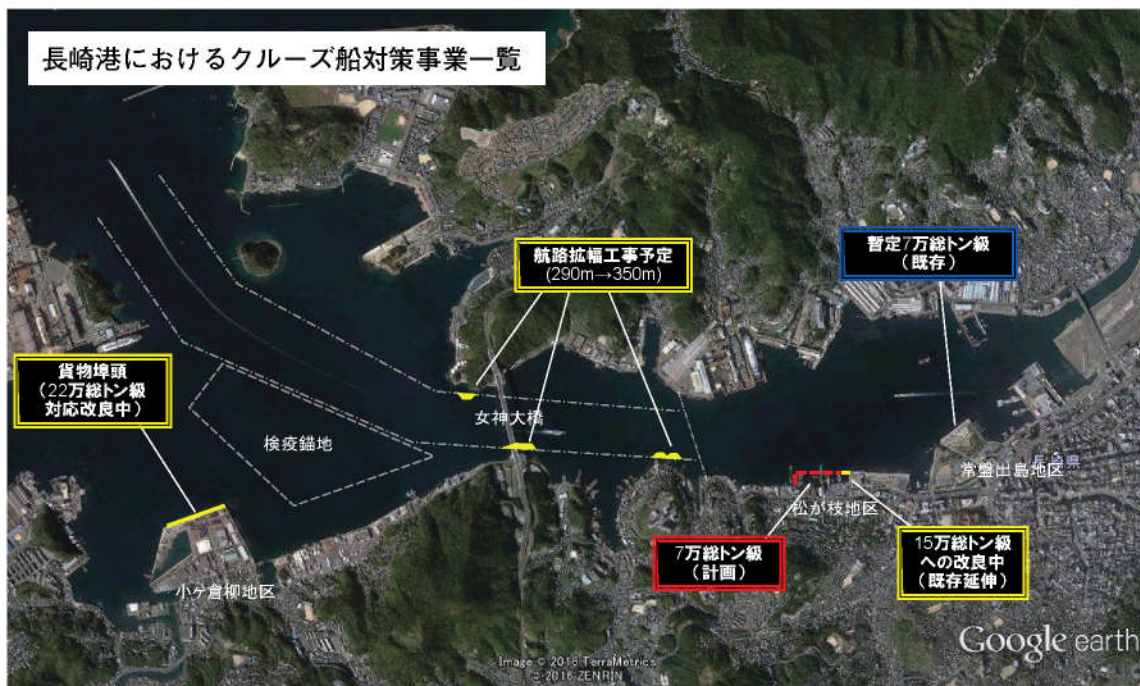 長崎港におけるクルーズ船対策事業一覧
航路拡幅工事予定
(290m→350m)
暫定7万総トン級
(既存)
貨物埠頭
(22万総トン級
対応改良中)
女神大橋
検疫錨地
長崎県
常盤出島地区
松が枝地区
7万総トン級
(計画)
15万総トン級
への改良中
(既存延伸)
小ヶ倉柳地区
Google earth
Image © 2016 TerraMetrics
© 2016 ZENRIN